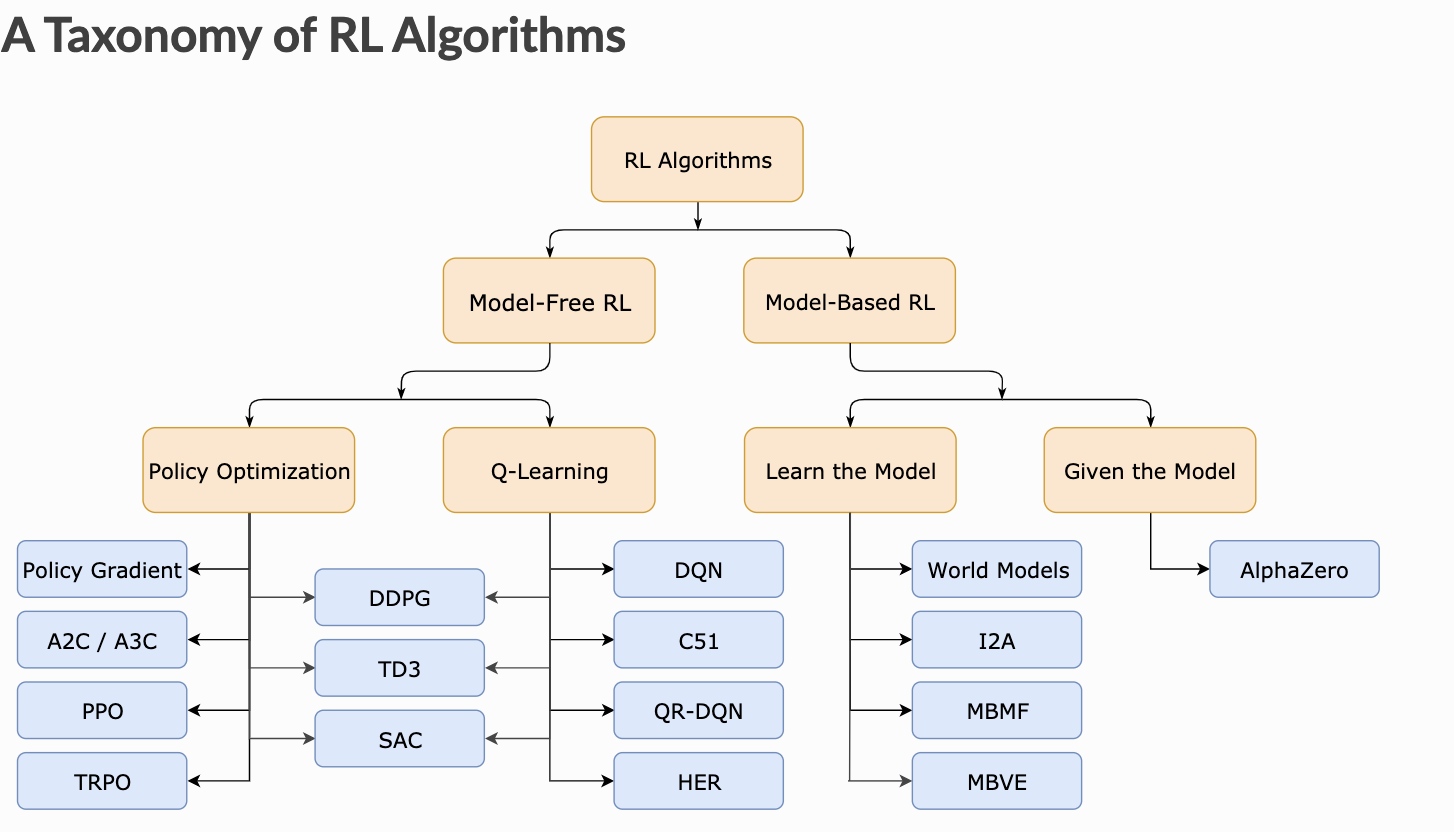 A Taxonomy of RL Algorithms
RL Algorithms
Model-Free RL
Model-Based RL
Policy Optimization
Q-Learning
Learn the Model
Given the Model
Policy Gradient
A2C / A3C
PPO
TRPO
DDPG
TD3
SAC
DQN
C51
QR-DQN
HER
World Models
I2A
MBMF
MBVE
AlphaZero